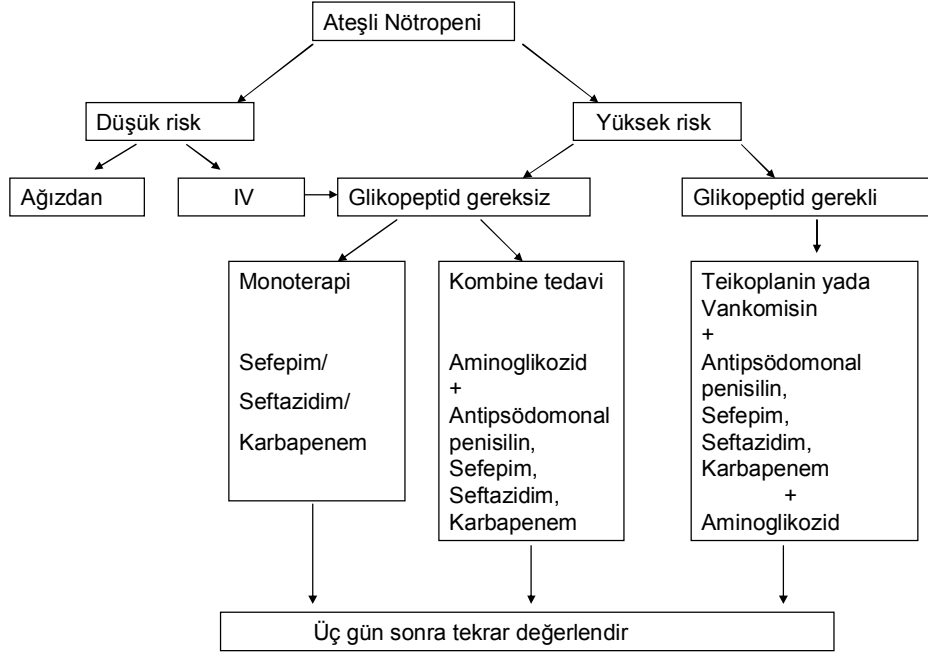 Ateşli Nötropeni
Düşük risk
Yüksek risk
Ağızdan
IV
Glikopeptid gereksiz
Glikopeptid gerekli
Monoterapi
Sefepim/
Seftazidim/
Karbapenem
Kombine tedavi
Aminoglikozid
+
Antipsödomonal
penisilin,
Sefepim,
Seftazidim,
Karbapenem
Teikoplanin yada
Vankomisin
+
Antipsödomonal
penisilin,
Sefepim,
Seftazidim,
Karbapenem
+
Aminoglikozid
Üç gün sonra tekrar değerlendir